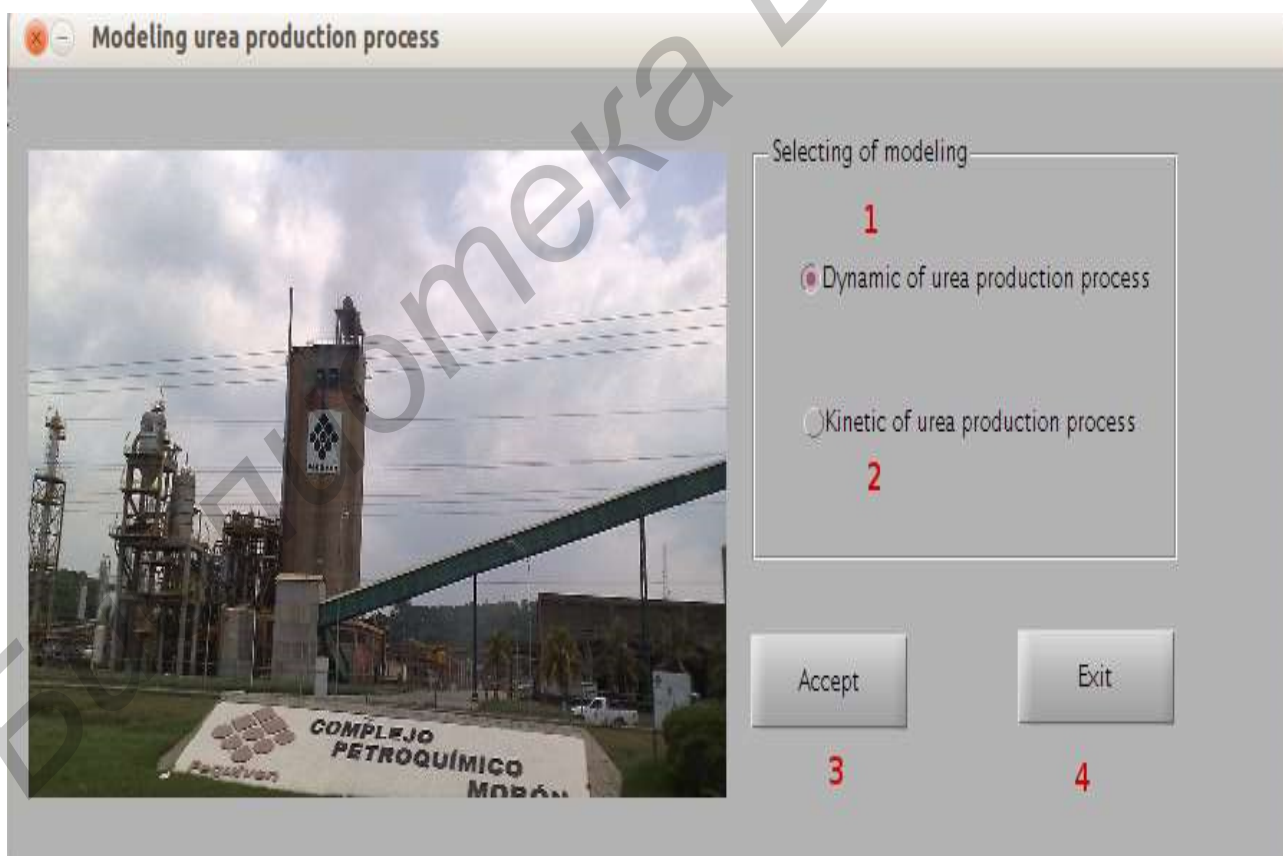 Modeling urea production process
Selecting of modeling
1
Dynamic of urea production process
Kinetic of urea production process
2
Accept
Exit
3
4
Pequiven
COMPLEJO
PETROQUÍMICO
MORÓN